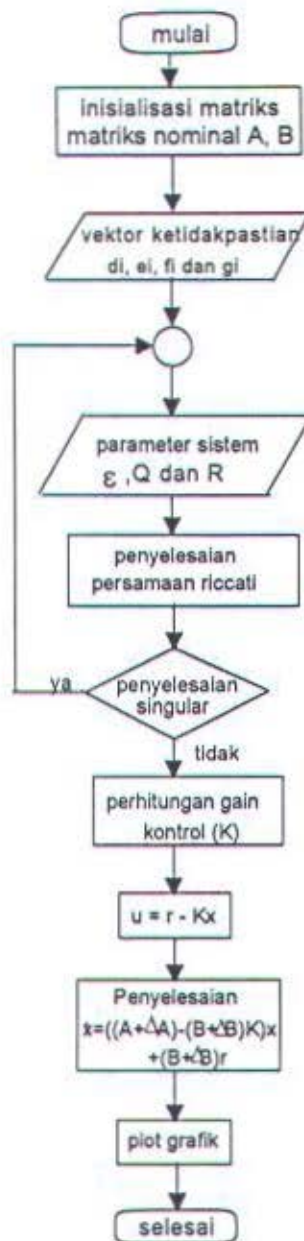 mulai
inisialisasi matriks
matriks nominal A, B
vektor ketidakpastian
di, ei, fi dan gi
parameter sistem
ε ,Q dan R
penyelesaian
persamaan riccati
ya
penyelesaian
singular
tidak
perhitungan gain
kontrol (K)
u = r - Kx
Penyelesaian
ẋ=((A+ΔA)-(B+ΔB)K)x
+(B+ΔB)r
plot grafik
selesai